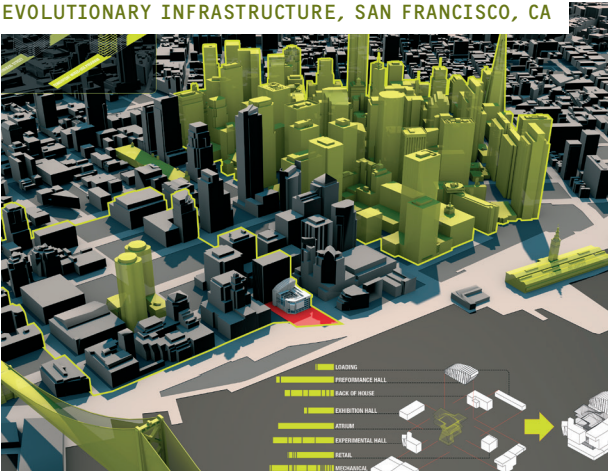 EVOLUTIONARY INFRASTRUCTURE, SAN FRANCISCO, CA
LOADING
PREFORMANCE HALL
BACK OF HOUSE
EXHIBITION HALL
ATRIUM
EXPERIMENTAL HALL
RETAIL
MECHANICAL